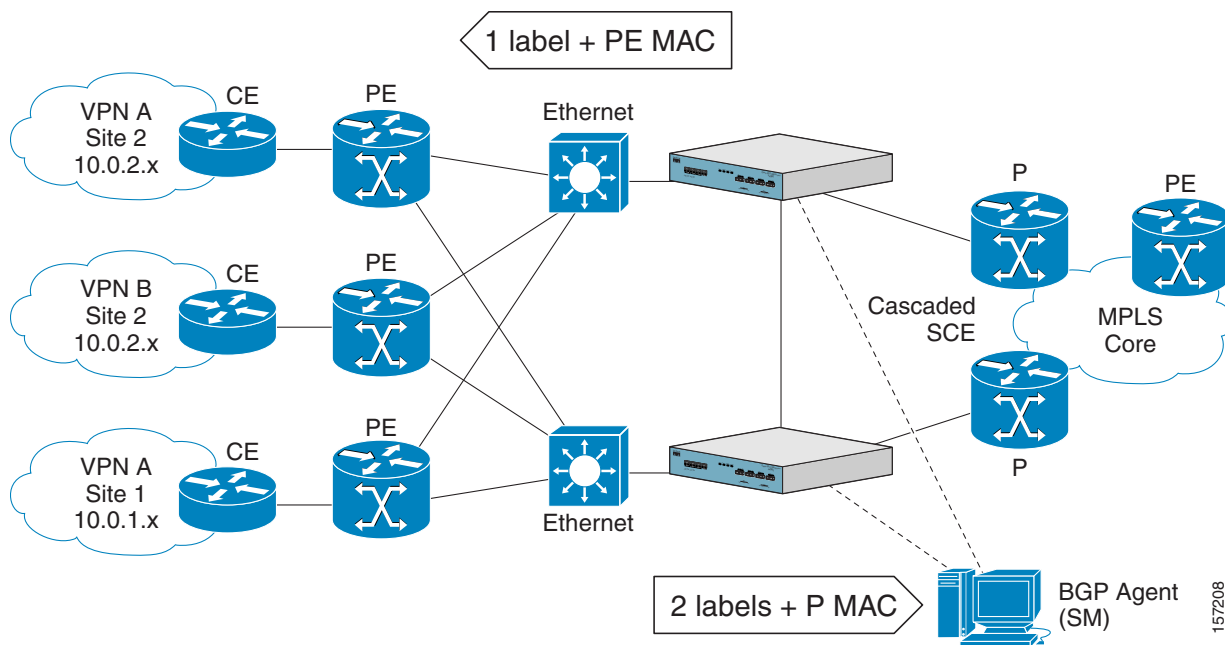 1 label + PE MAC
VPN A
Site 2
10.0.2.x
CE
PE
Ethernet
P
PE
VPN B
Site 2
10.0.2.x
CE
PE
Cascaded
SCE
MPLS
Core
VPN A
Site 1
10.0.1.x
CE
PE
Ethernet
P
2 labels + P MAC
BGP Agent
(SM)
157208